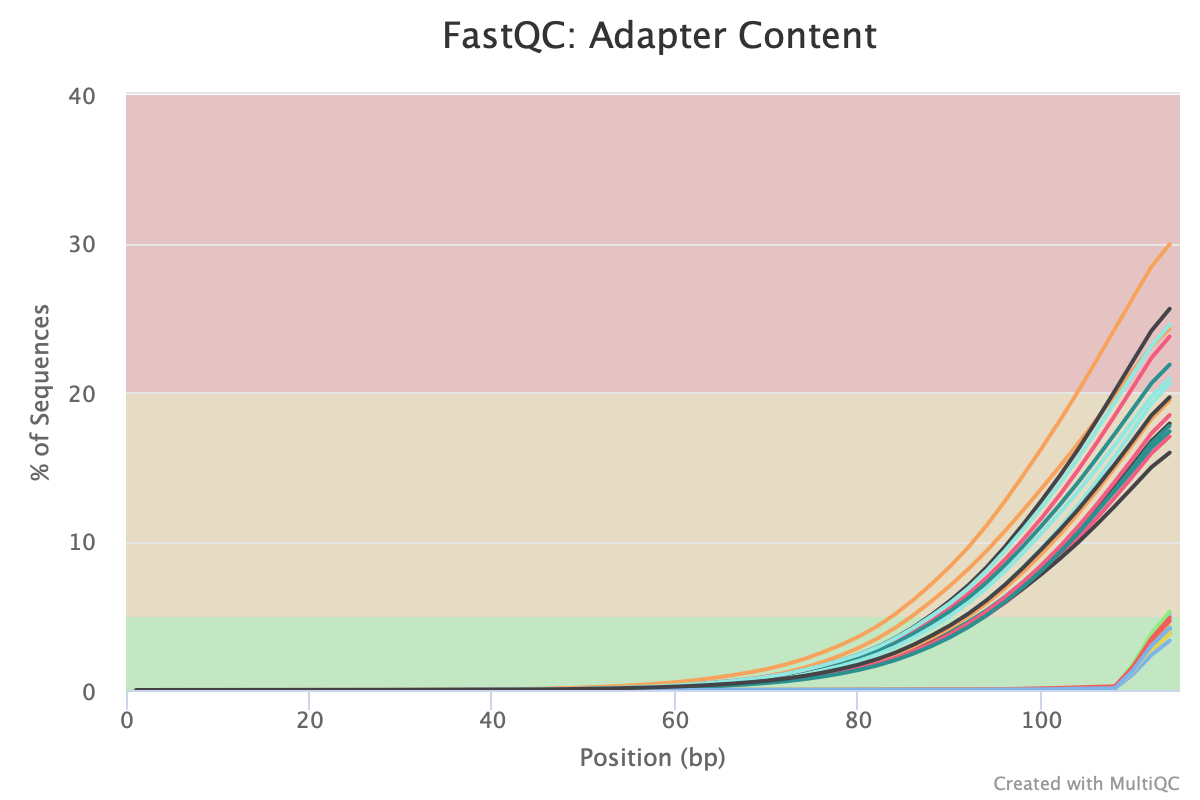 FastQC: Adapter Content
40
30
20
10
0
% of Sequences
0 20 40 60 80 100
Position (bp)
Created with MultiQC